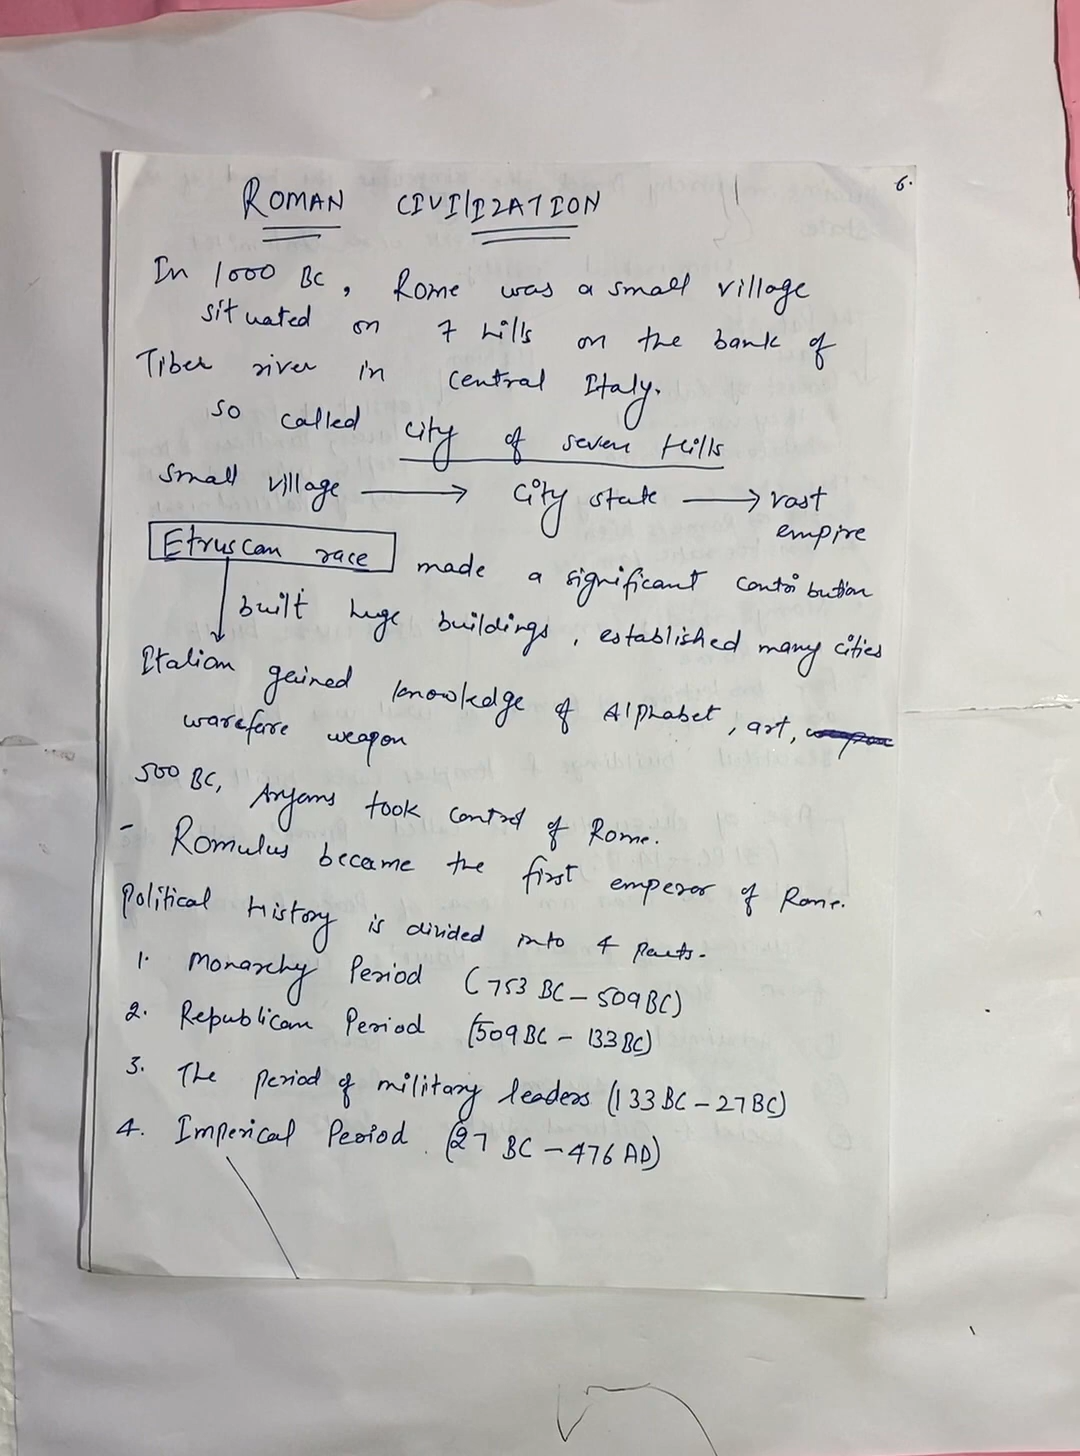 6.
ROMAN CIVILIZATION
In 1000 BC, Rome was a small village
situated on 7 hills on the bank of
Tiber river in central Italy.
so called city of seven Hills
small village → city state → vast
empire
Etruscan race made a significant contribution
built huge buildings, established many cities
Italian gained knowledge of Alphabet, art,
warefare weapon
500 BC, Aryans took control of Rome.
- Romulus became the first emperor of Rome.
Political History is divided into 4 parts.
1. Monarchy Period (753 BC - 509 BC)
2. Republican Period (509 BC - 133 BC)
3. The period of military leaders (133 BC - 27 BC)
4. Imperical Period. (27 BC - 476 AD)